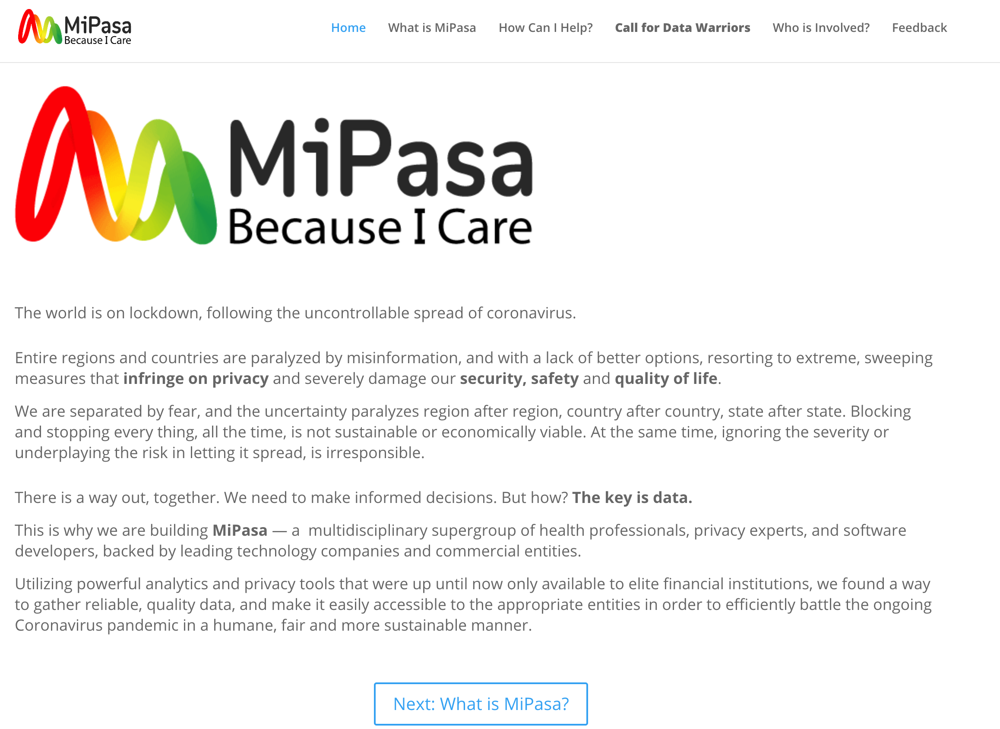 MiPasa
Because I Care
Home What is MiPasa How Can I Help? Call for Data Warriors Who is Involved? Feedback
MiPasa
Because I Care
The world is on lockdown, following the uncontrollable spread of coronavirus.
Entire regions and countries are paralyzed by misinformation, and with a lack of better options, resorting to extreme, sweeping
measures that infringe on privacy and severely damage our security, safety and quality of life.
We are separated by fear, and the uncertainty paralyzes region after region, country after country, state after state. Blocking
and stopping every thing, all the time, is not sustainable or economically viable. At the same time, ignoring the severity or
underplaying the risk in letting it spread, is irresponsible.
There is a way out, together. We need to make informed decisions. But how? The key is data.
This is why we are building MiPasa — a  multidisciplinary supergroup of health professionals, privacy experts, and software
developers, backed by leading technology companies and commercial entities.
Utilizing powerful analytics and privacy tools that were up until now only available to elite financial institutions, we found a way
to gather reliable, quality data, and make it easily accessible to the appropriate entities in order to efficiently battle the ongoing
Coronavirus pandemic in a humane, fair and more sustainable manner.
Next: What is MiPasa?